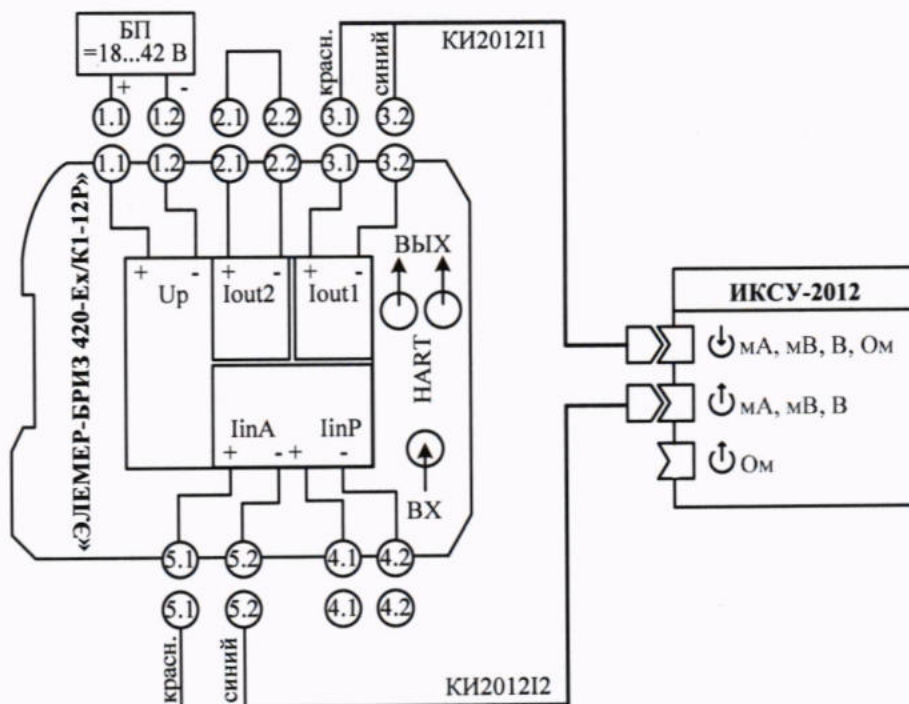 БП
=18...42 В
+ -
красн.
синий
КИ2012I1
1.1 1.2 2.1 2.2 3.1 3.2
1.1 1.2 2.1 2.2 3.1 3.2
«ЭЛЕМЕР-БРИЗ 420-Ex/К1-12Р»
+ - + - + -
Up Iout2 Iout1
ВЫХ
HART
IinA IinP
+ - + -
ВХ
ИКСУ-2012
мА, мВ, В, Ом
мА, мВ, В
Ом
5.1 5.2 4.1 4.2
5.1 5.2 4.1 4.2
красн.
синий
КИ2012I2